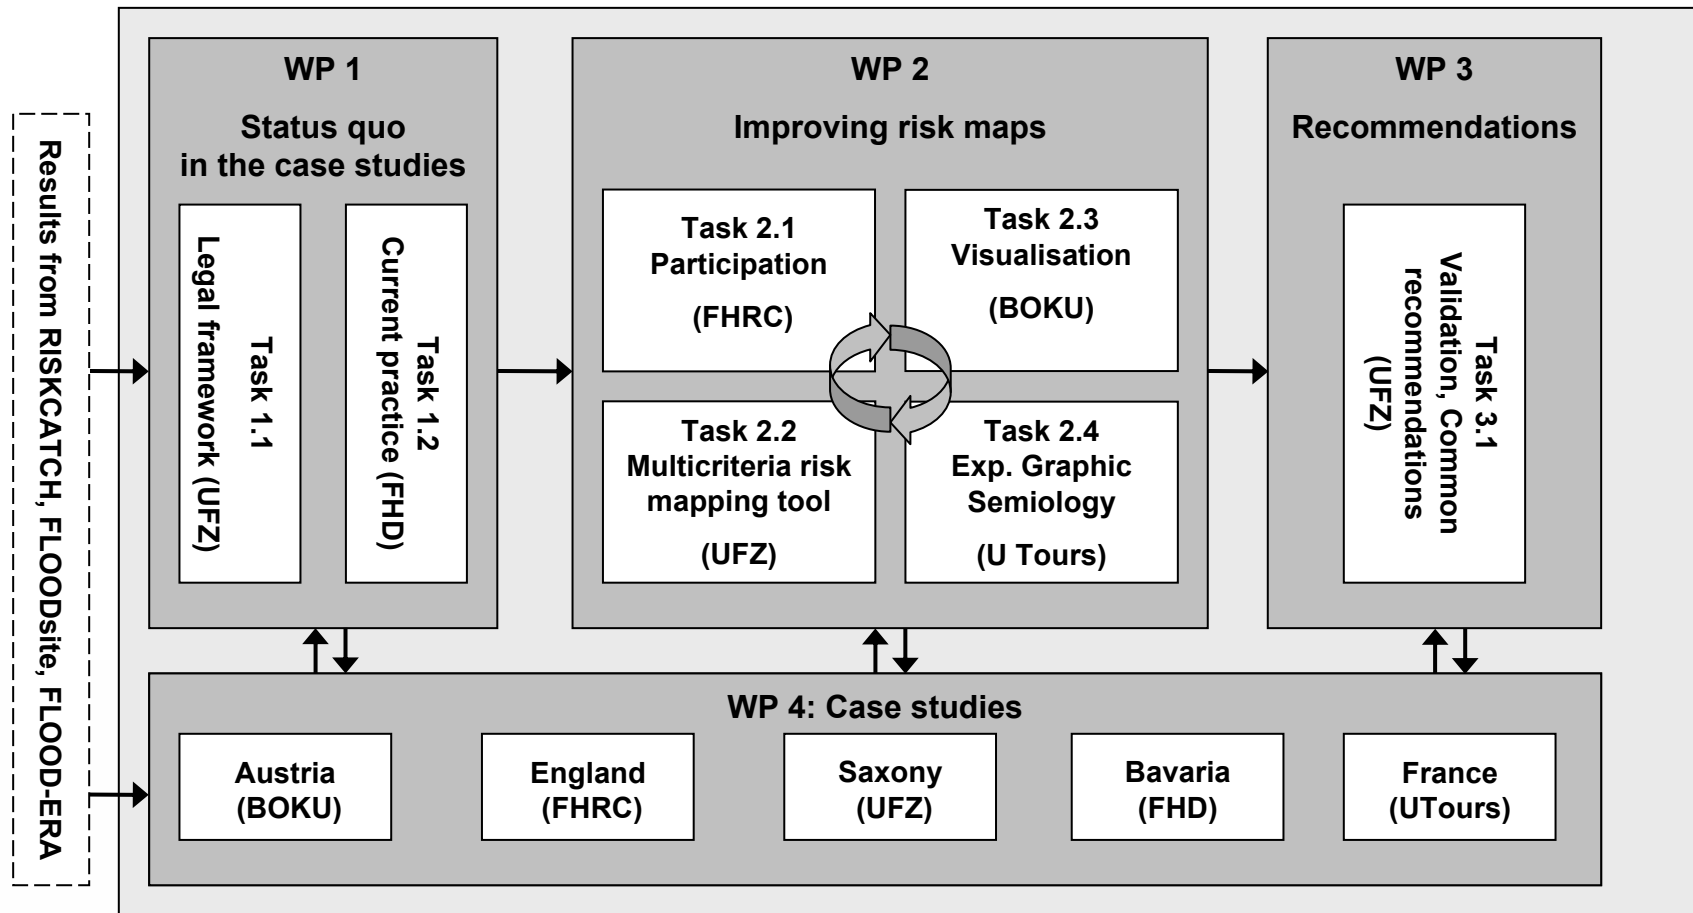 Results from RISKCATCH, FLOODsite, FLOOD-ERA
WP 1
Status quo
in the case studies
Task 1.1
Legal framework (UFZ)
Task 1.2
Current practice (FHD)
WP 2
Improving risk maps
Task 2.1
Participation
(FHRC)
Task 2.3
Visualisation
(BOKU)
Task 2.2
Multicriteria risk
mapping tool
(UFZ)
Task 2.4
Exp. Graphic
Semiology
(U Tours)
WP 3
Recommendations
Task 3.1
Validation, Common
recommendations
(UFZ)
WP 4: Case studies
Austria
(BOKU)
England
(FHRC)
Saxony
(UFZ)
Bavaria
(FHD)
France
(UTours)